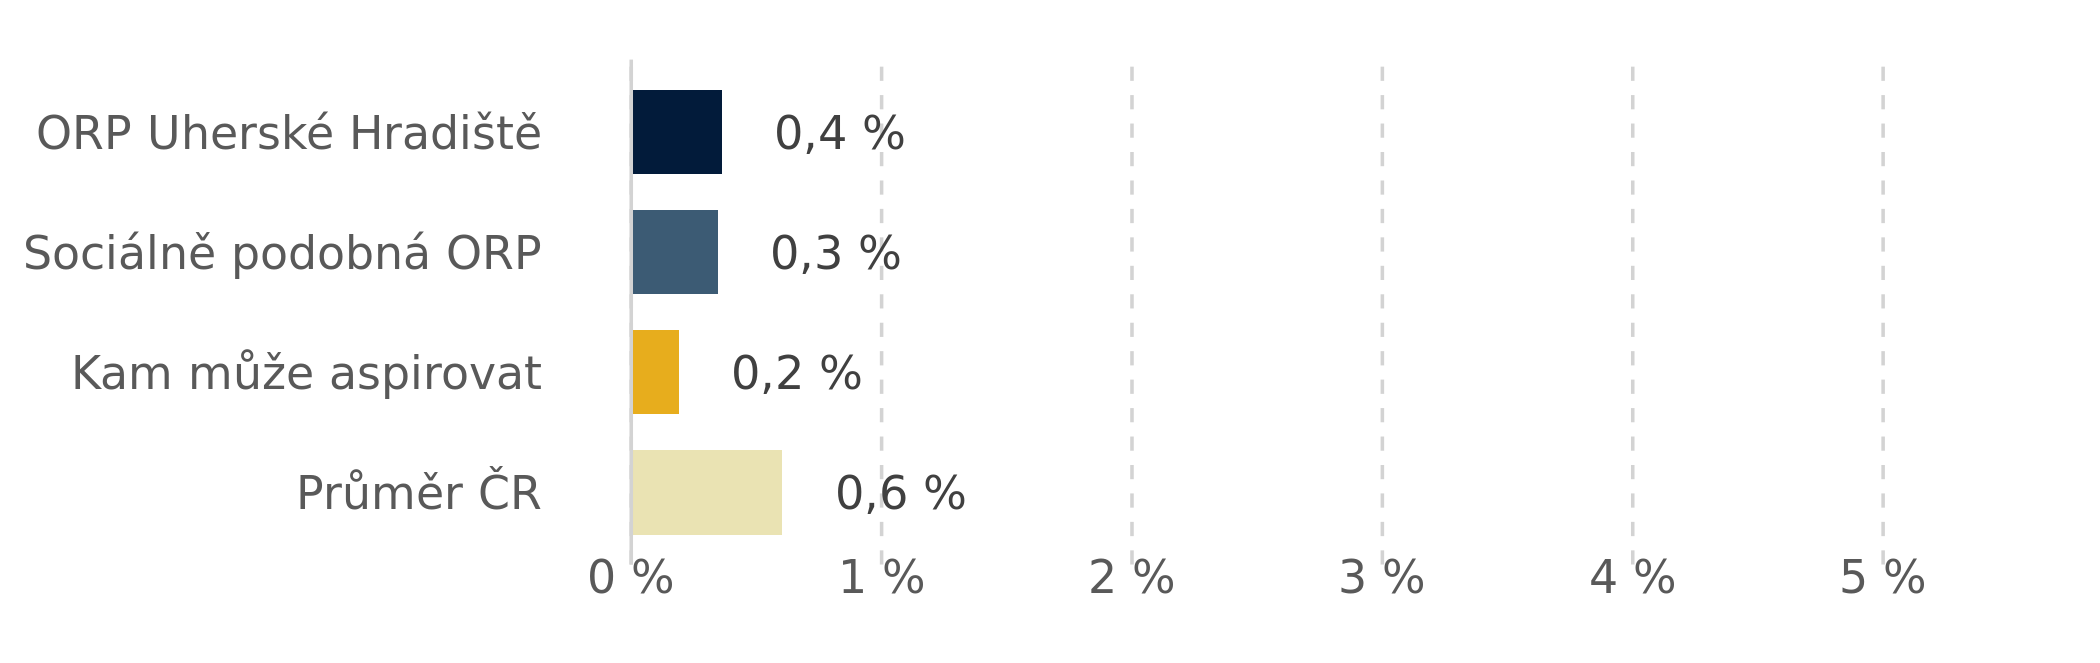 ORP Uherské Hradiště 0,4 %
Sociálně podobná ORP 0,3 %
Kam může aspirovat 0,2 %
Průměr ČR 0,6 %
0 % 1 % 2 % 3 % 4 % 5 %